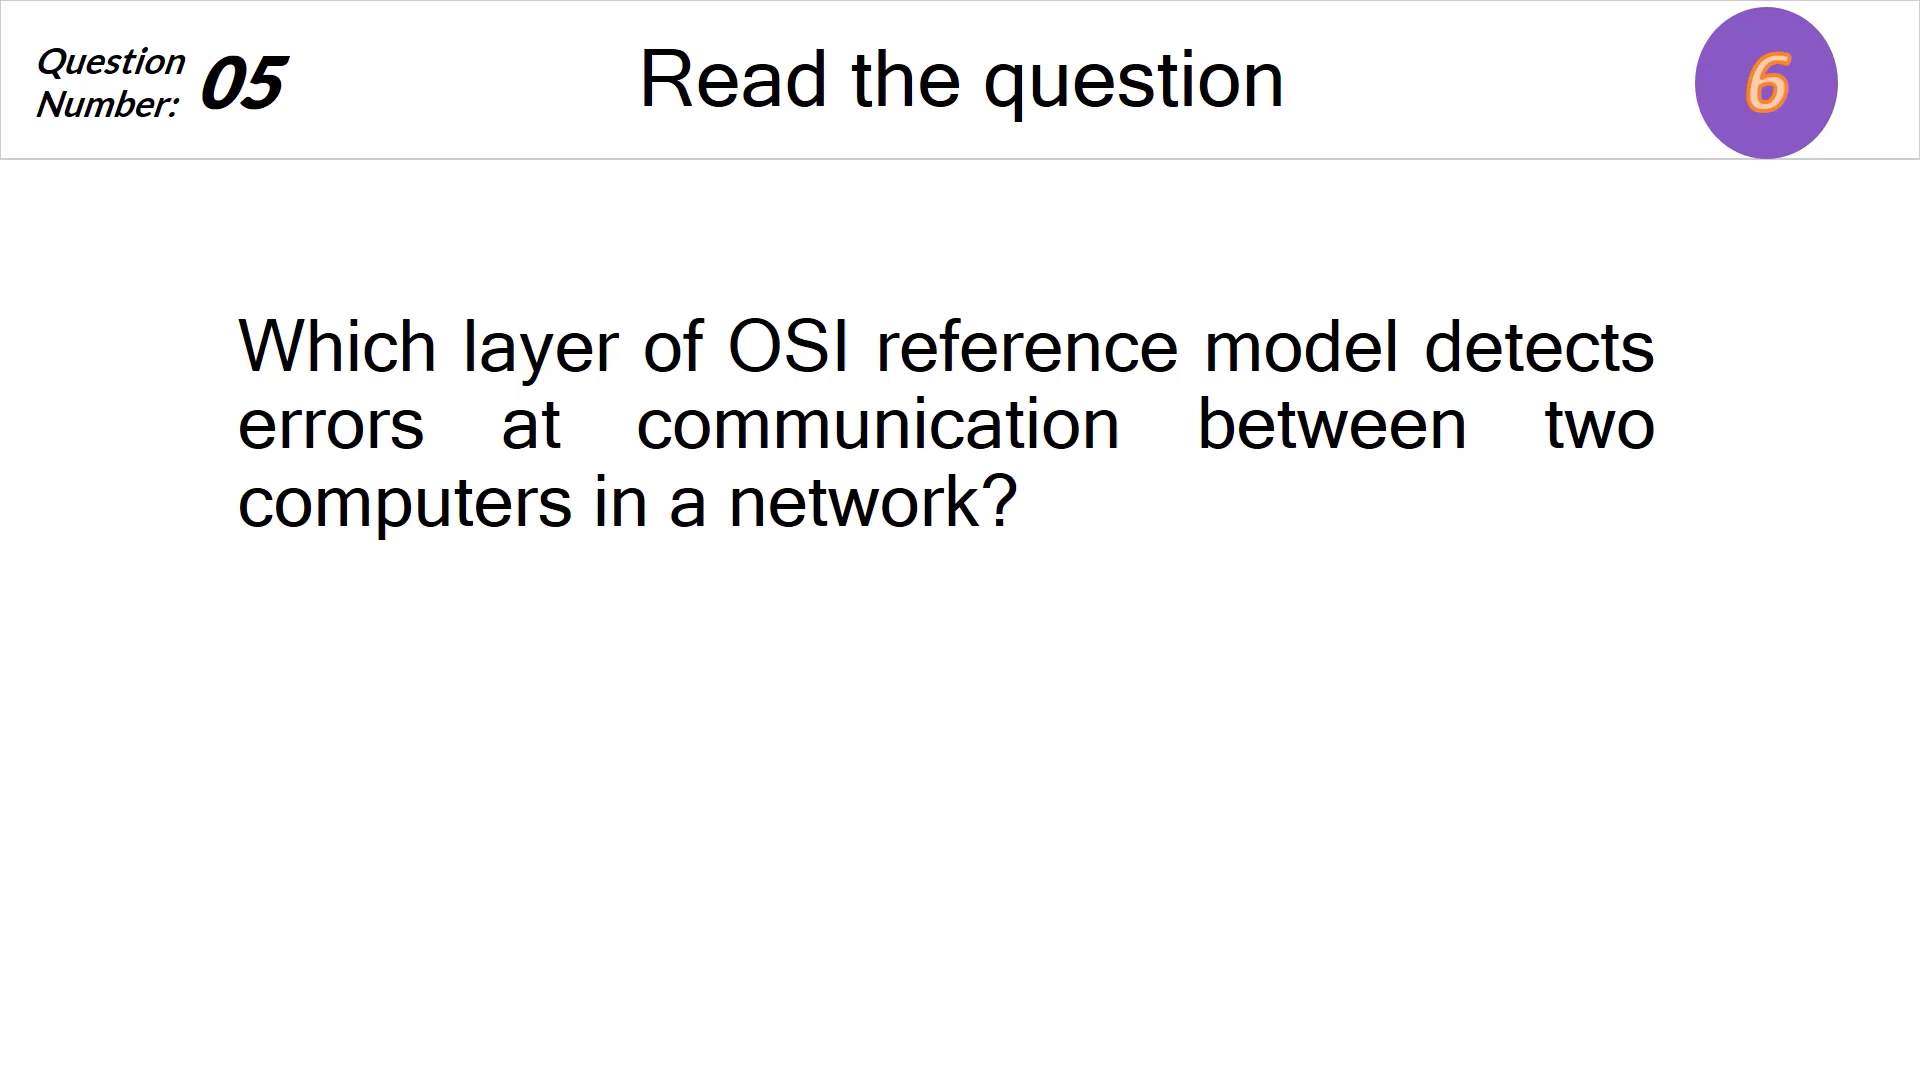 Question
Number: 05
Read the question
6
Which layer of OSI reference model detects
errors at communication between two
computers in a network?